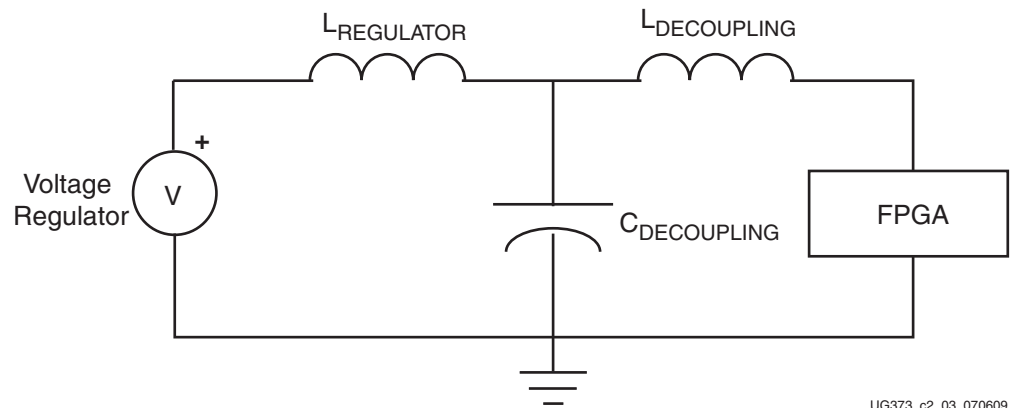 LREGULATOR
LDECOUPLING
+
Voltage
Regulator
V
CDECOUPLING
FPGA
UG373_c2_03_070609